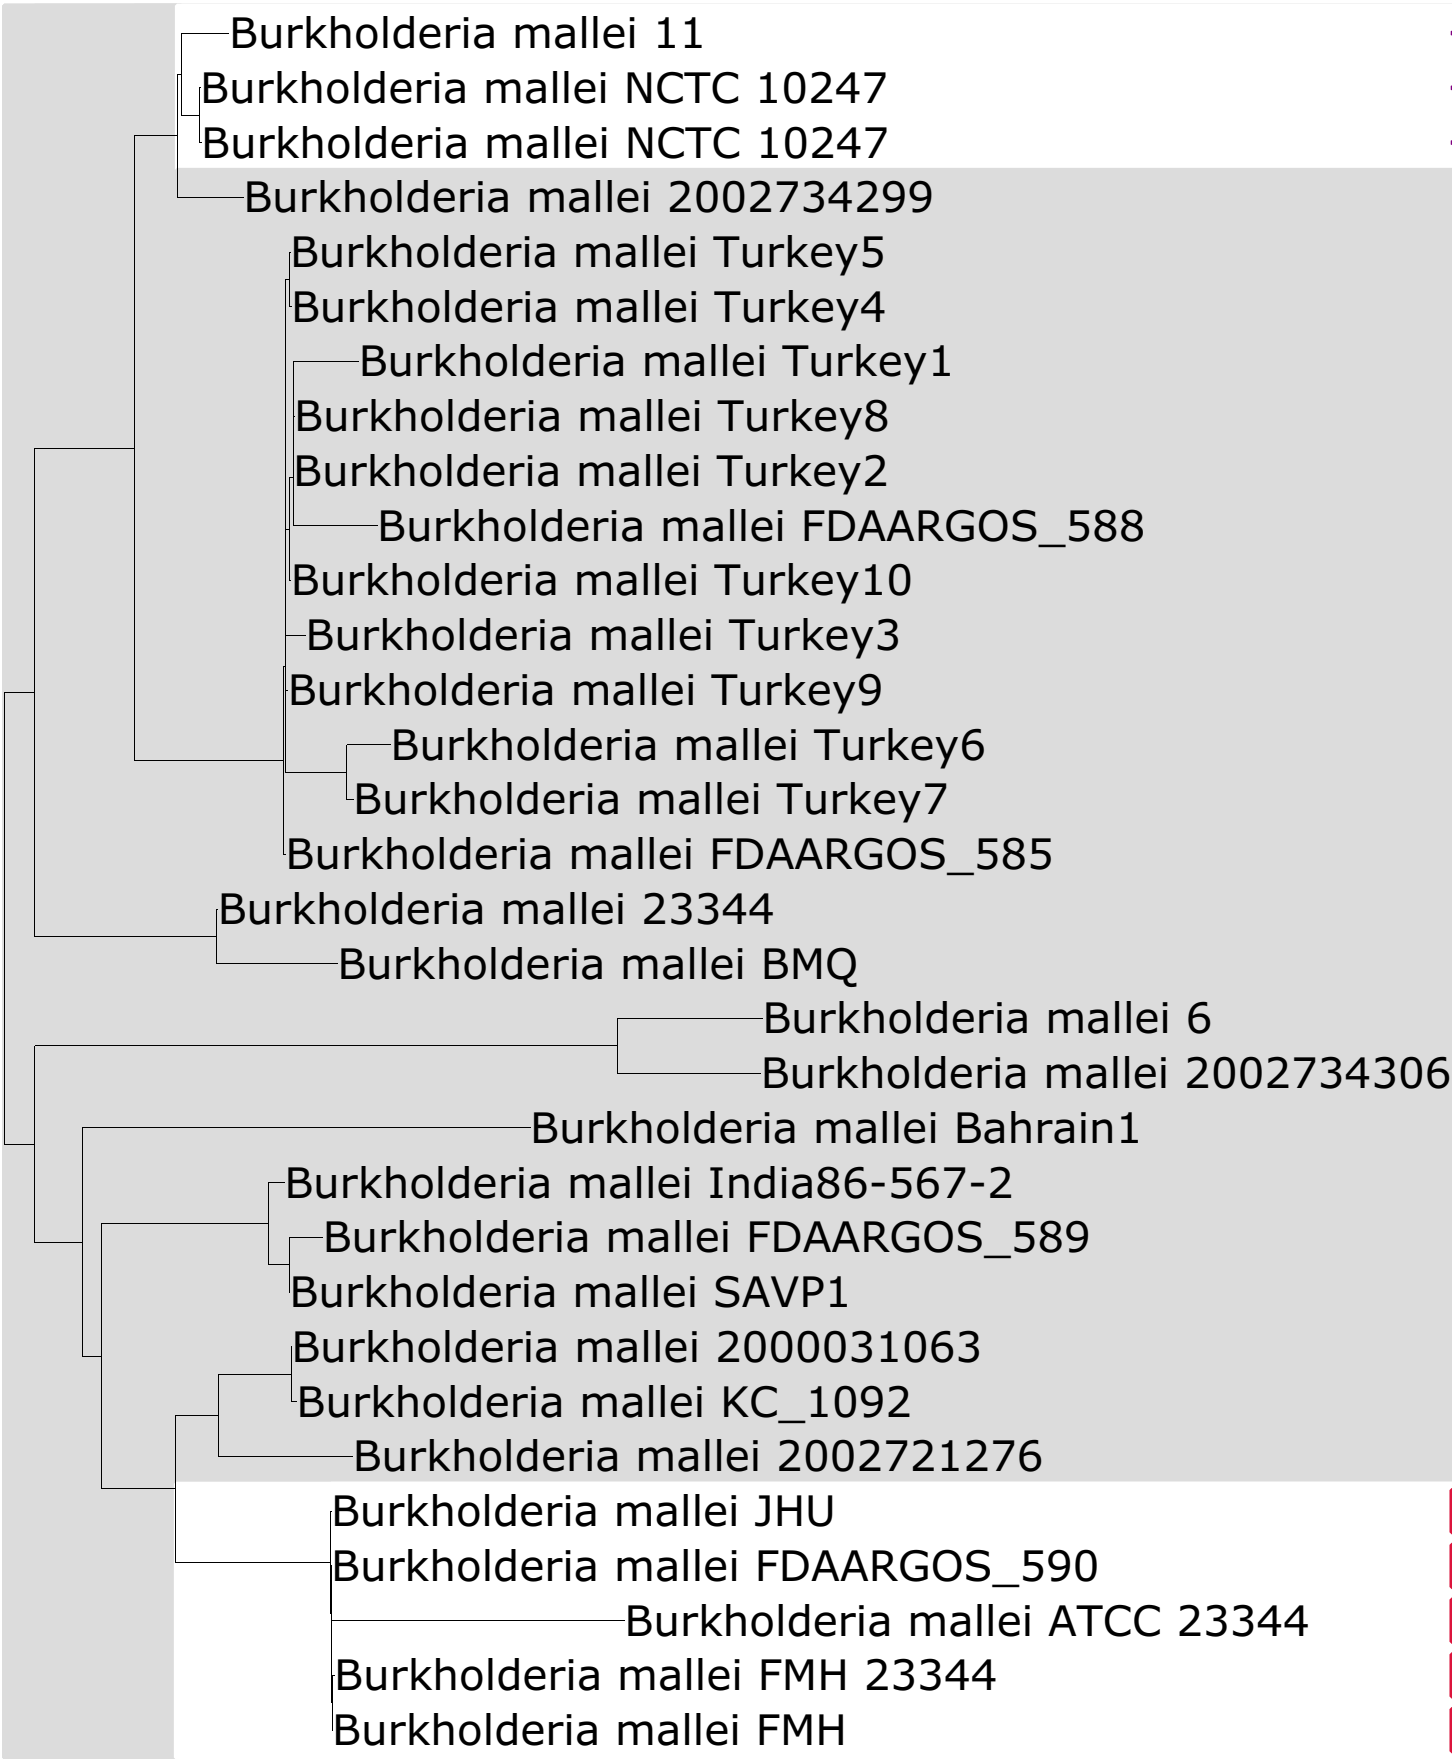 Burkholderia mallei 11
Burkholderia mallei NCTC 10247
Burkholderia mallei NCTC 10247
Burkholderia mallei 2002734299
Burkholderia mallei Turkey5
Burkholderia mallei Turkey4
Burkholderia mallei Turkey1
Burkholderia mallei Turkey8
Burkholderia mallei Turkey2
Burkholderia mallei FDAARGOS_588
Burkholderia mallei Turkey10
Burkholderia mallei Turkey3
Burkholderia mallei Turkey9
Burkholderia mallei Turkey6
Burkholderia mallei Turkey7
Burkholderia mallei FDAARGOS_585
Burkholderia mallei 23344
Burkholderia mallei BMQ
Burkholderia mallei 6
Burkholderia mallei 2002734306
Burkholderia mallei Bahrain1
Burkholderia mallei India86-567-2
Burkholderia mallei FDAARGOS_589
Burkholderia mallei SAVP1
Burkholderia mallei 2000031063
Burkholderia mallei KC_1092
Burkholderia mallei 2002721276
Burkholderia mallei JHU
Burkholderia mallei FDAARGOS_590
Burkholderia mallei ATCC 23344
Burkholderia mallei FMH 23344
Burkholderia mallei FMH